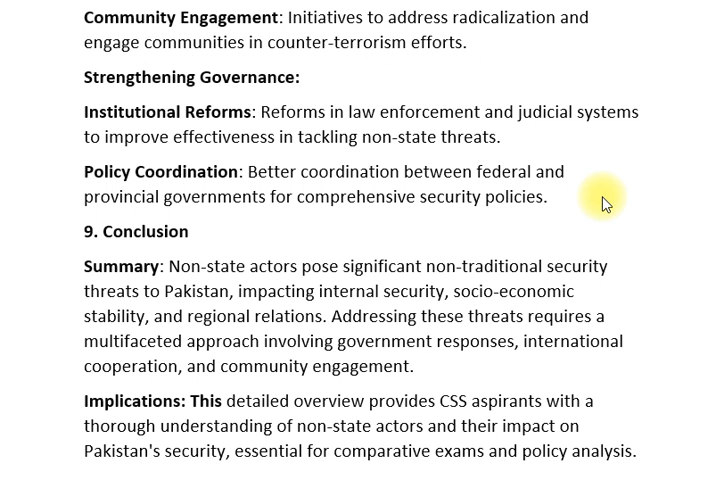 Community Engagement: Initiatives to address radicalization and
engage communities in counter-terrorism efforts.
Strengthening Governance:
Institutional Reforms: Reforms in law enforcement and judicial systems
to improve effectiveness in tackling non-state threats.
Policy Coordination: Better coordination between federal and
provincial governments for comprehensive security policies.
9. Conclusion
Summary: Non-state actors pose significant non-traditional security
threats to Pakistan, impacting internal security, socio-economic
stability, and regional relations. Addressing these threats requires a
multifaceted approach involving government responses, international
cooperation, and community engagement.
Implications: This detailed overview provides CSS aspirants with a
thorough understanding of non-state actors and their impact on
Pakistan's security, essential for comparative exams and policy analysis.